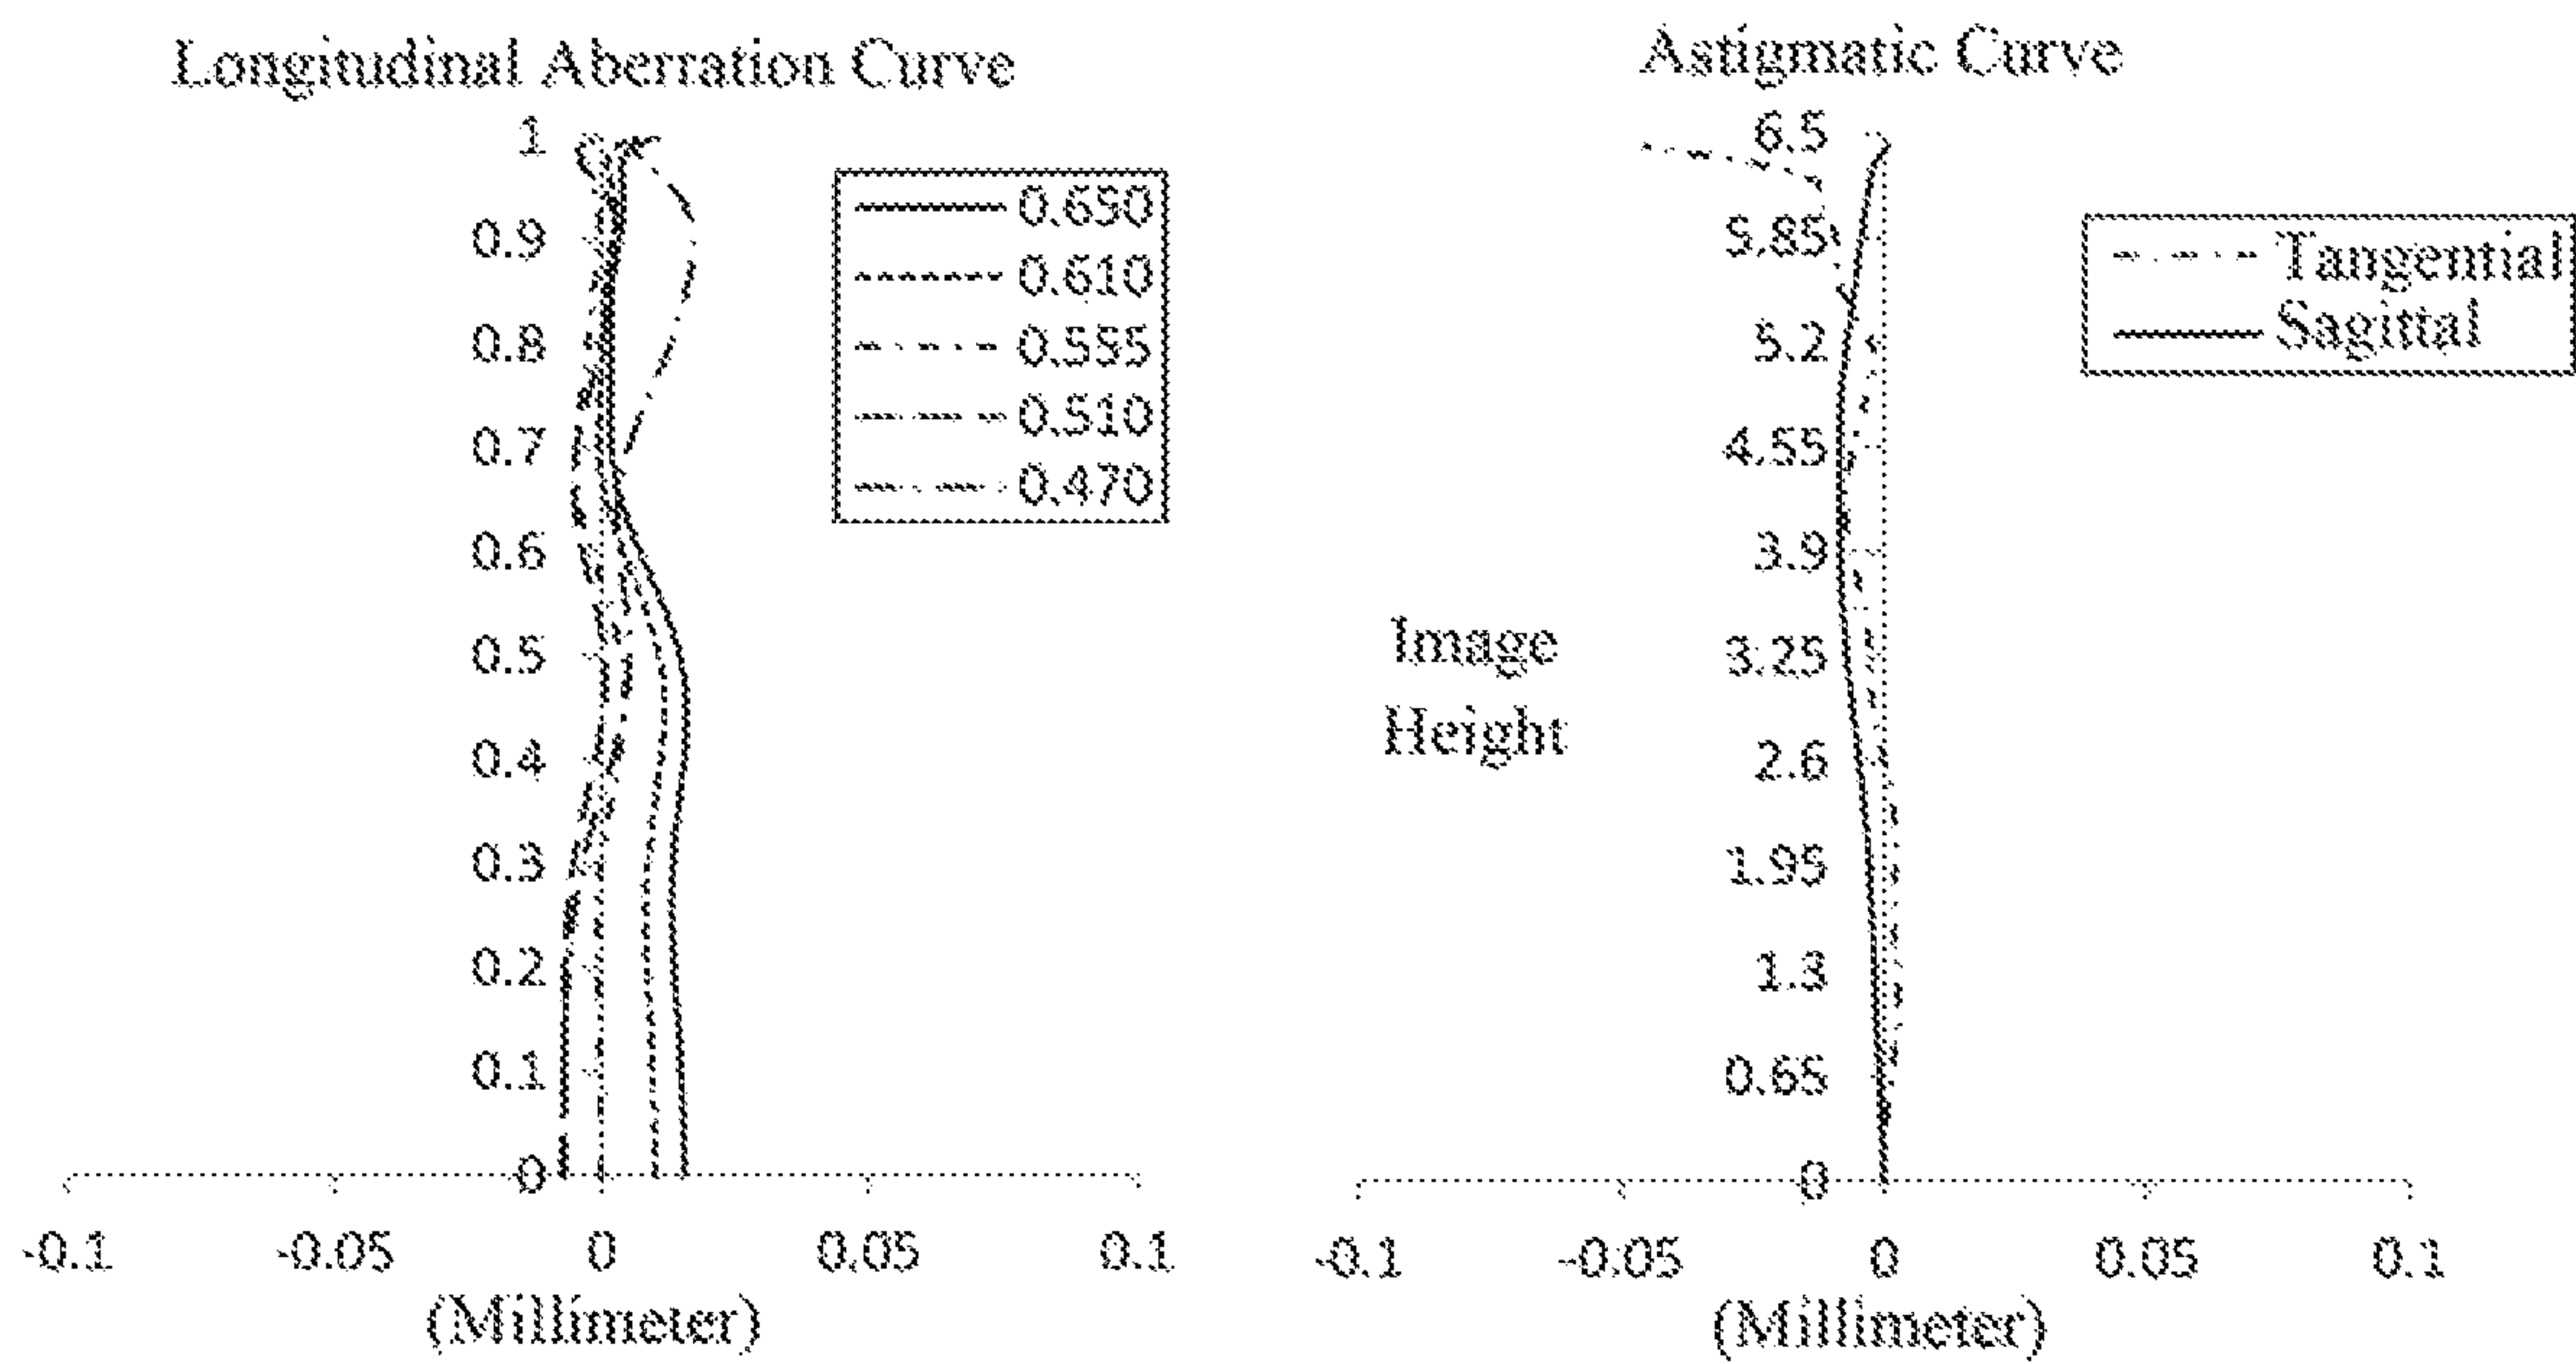 Longitudinal Aberration Curve
1
0.9
0.8
0.7
0.6
0.5
0.4
0.3
0.2
0.1
0
-0.1 -0.05 0 0.05 0.1
(Millimeter)
0.650
0.610
0.555
0.510
0.470
Astigmatic Curve
6.5
5.85
5.2
4.55
3.9
3.25
2.6
1.95
1.3
0.65
0
Image
Height
-0.1 -0.05 0 0.05 0.1
(Millimeter)
Tangential
Sagittal